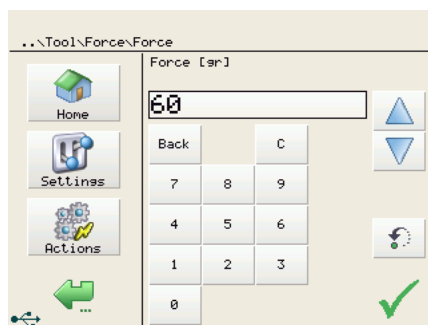 ..\Tool\Force\Force
Force [gr]
60
Home
Back
C
Settings
7 8 9
4 5 6
Actions
1 2 3
0
...